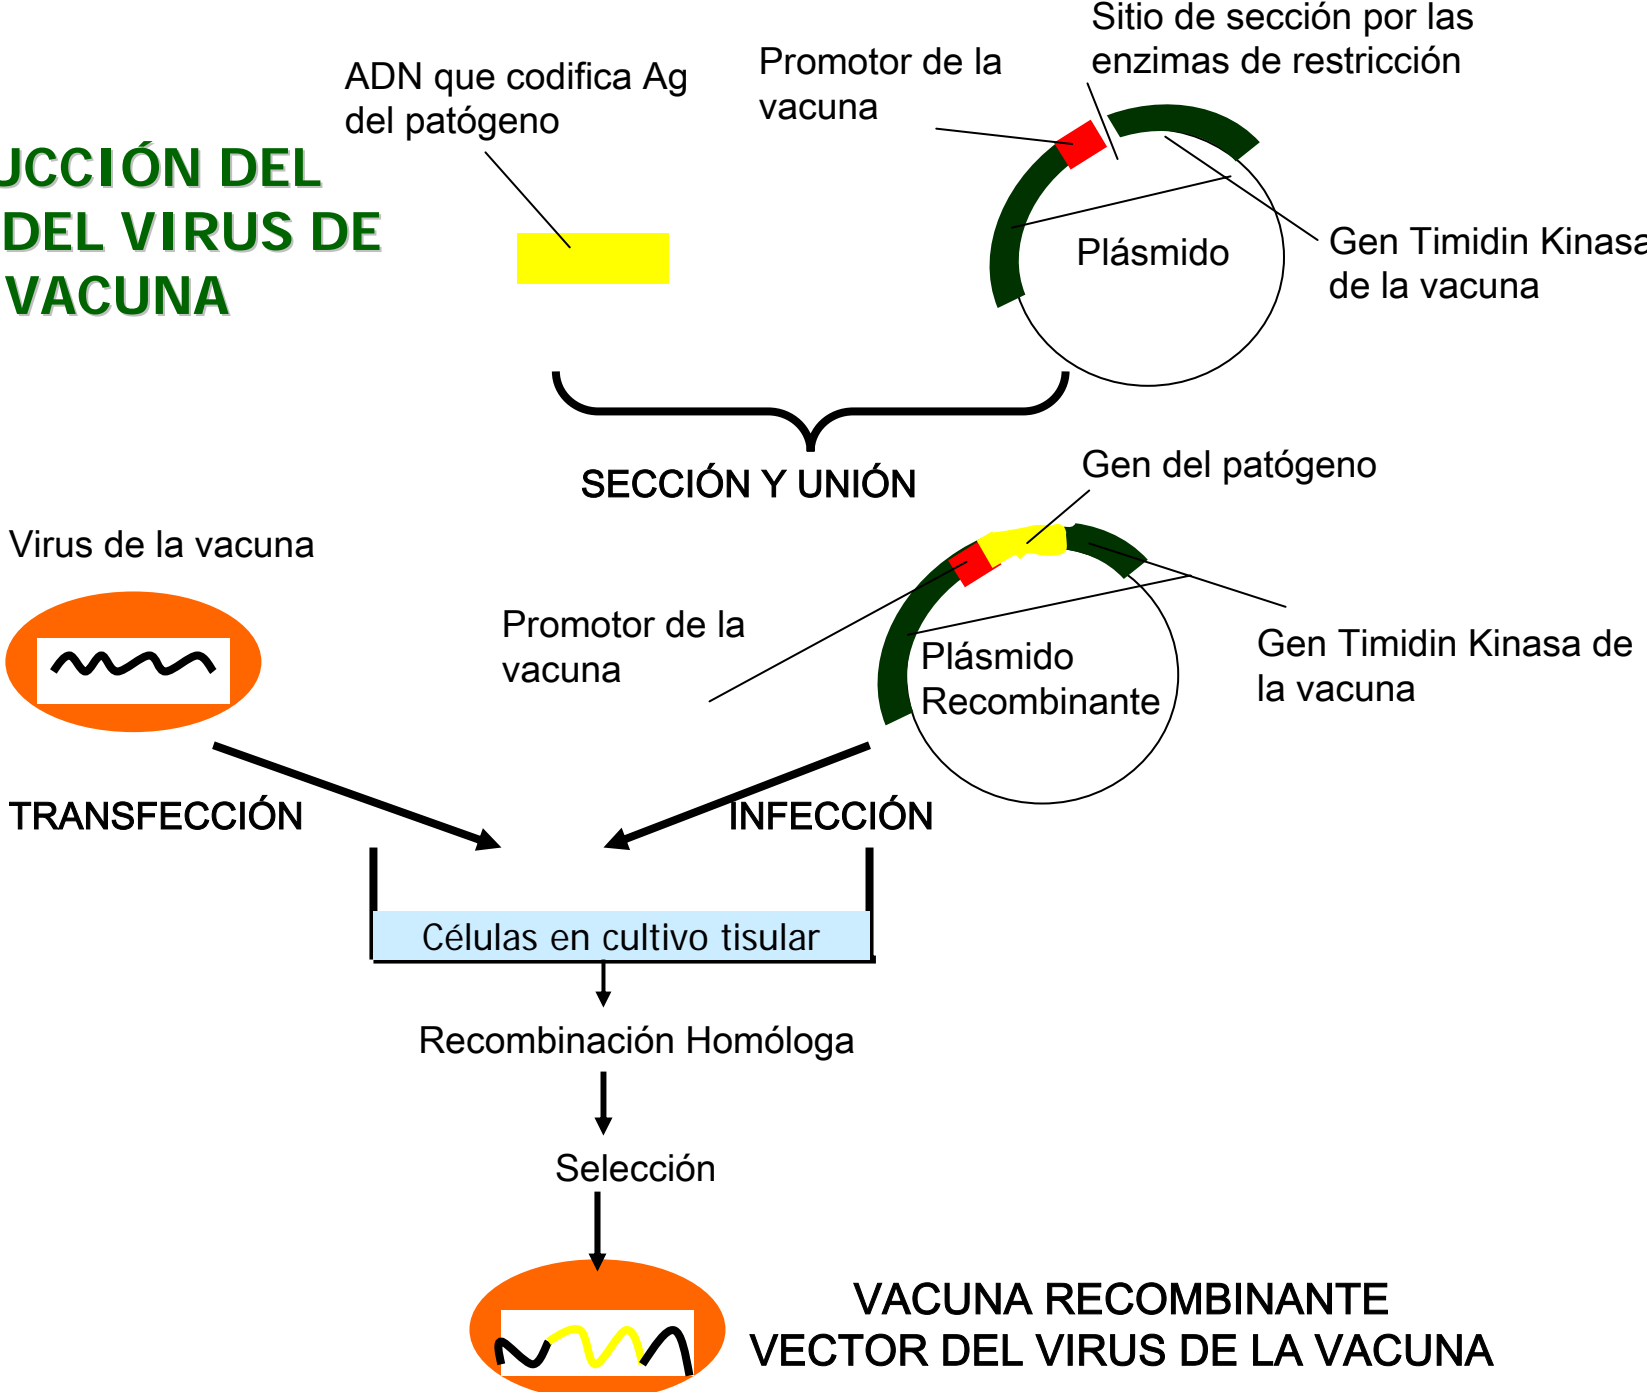 Sitio de sección por las
enzimas de restricción
Promotor de la
vacuna
ADN que codifica Ag
del patógeno
UCCIÓN DEL
DEL VIRUS DE
VACUNA
Plásmido
Gen Timidin Kinasa
de la vacuna
SECCIÓN Y UNIÓN
Gen del patógeno
Virus de la vacuna
Promotor de la
vacuna
Plásmido
Recombinante
Gen Timidin Kinasa de
la vacuna
TRANSFECCIÓN
INFECCIÓN
Células en cultivo tisular
Recombinación Homóloga
Selección
VACUNA RECOMBINANTE
VECTOR DEL VIRUS DE LA VACUNA